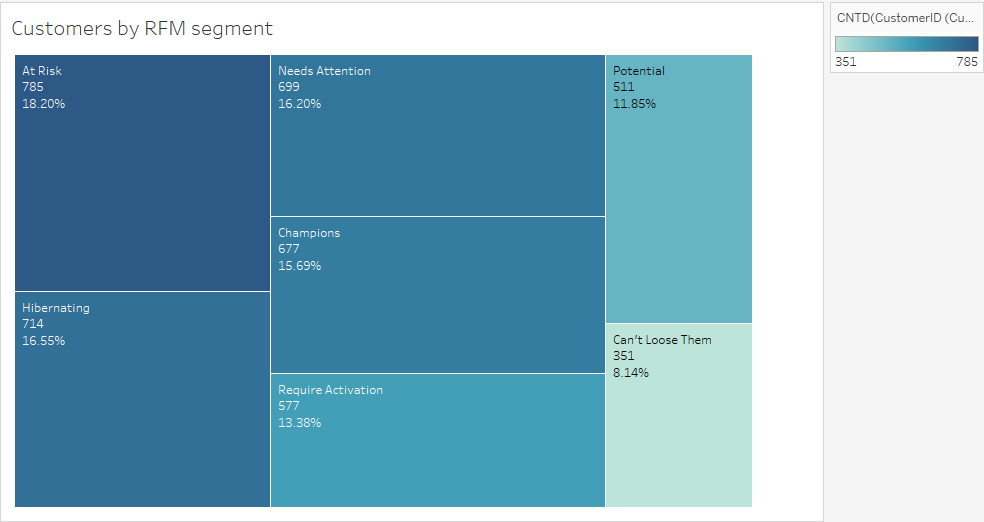 Customers by RFM segment
At Risk
785
18.20%
Hibernating
714
16.55%
Needs Attention
699
16.20%
Champions
677
15.69%
Require Activation
577
13.38%
Potential
511
11.85%
Can't Loose Them
351
8.14%
CNTD(CustomerID (Cu...
351 785